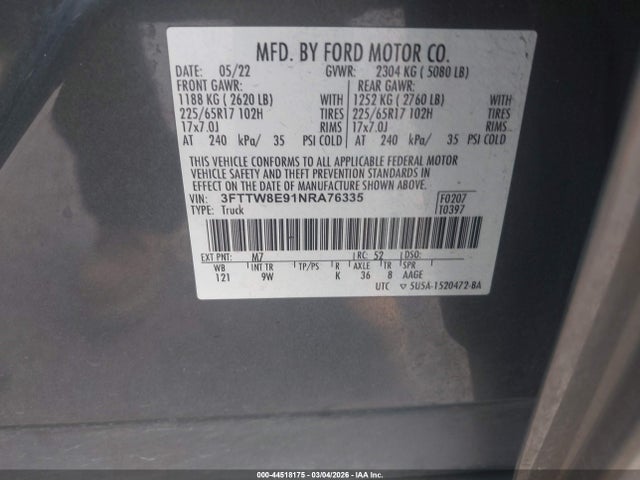 MFD. BY FORD MOTOR CO.
DATE: 05/22 GVWR: 2304 KG ( 5080 LB)
FRONT GAWR: REAR GAWR:
1188 KG ( 2620 LB) WITH 1252 KG ( 2760 LB) WITH
225/65R17 102H TIRES 225/65R17 102H TIRES
17x7.0J RIMS 17x7.0J RIMS
AT 240 kPa/ 35 PSI COLD AT 240 kPa/ 35 PSI COLD
THIS VEHICLE CONFORMS TO ALL APPLICABLE FEDERAL MOTOR
VEHICLE SAFETY AND THEFT PREVENTION STANDARDS IN
EFFECT ON THE DATE OF MANUFACTURE SHOWN ABOVE.
VIN: 3FTTW8E91NRA76335 F0207
TYPE: Truck T0397
EXT PNT: M7 RC: 52 DSO:
WB INT TR TP/PS R AXLE TR SPR
121 9W K 36 8 AAGE
UTC ▽ 5U5A-1520472-BA
000-44518175 - 03/04/2026 - IAA Inc.